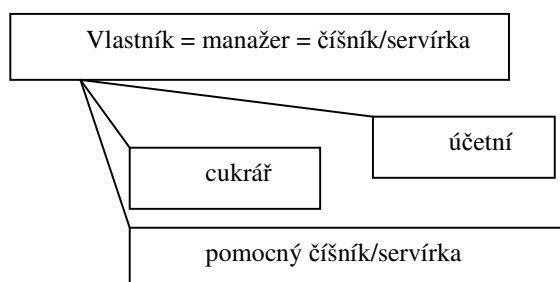 Vlastník = manažer = číšník/servírka
účetní
cukrář
pomocný číšník/servírka